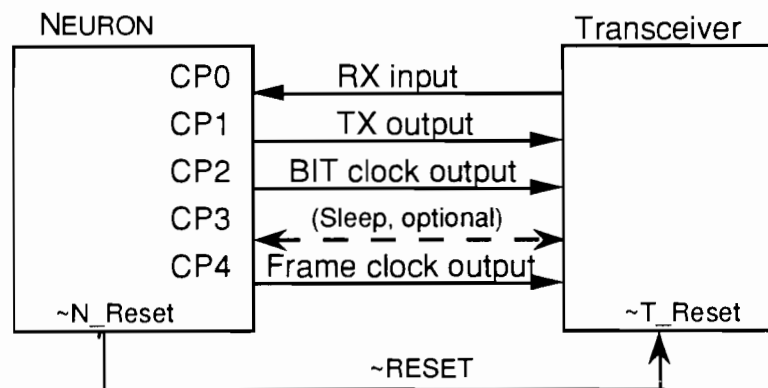 NEURON
Transceiver
CP0
RX input
CP1
TX output
CP2
BIT clock output
CP3
(Sleep, optional)
CP4
Frame clock output
~N_Reset
~T_Reset
~RESET